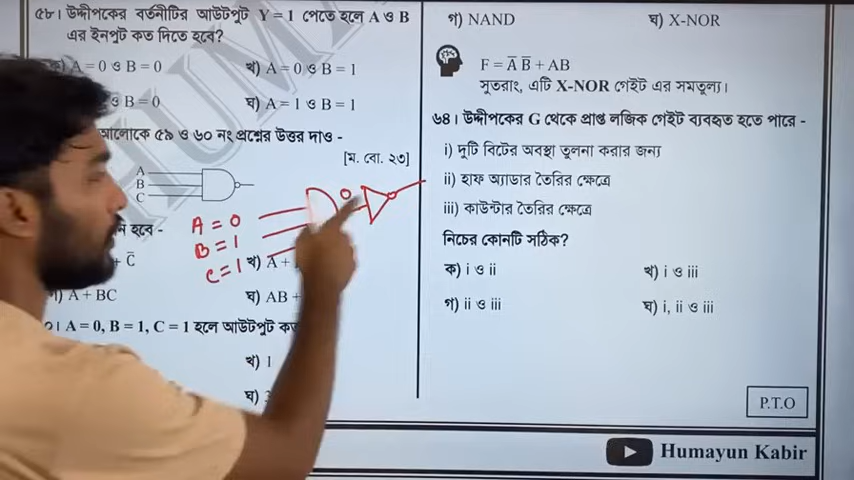 ৫৮। উদ্দীপকের বর্তনীটির আউটপুট Y = 1 পেতে হলে A ও B
এর ইনপুট কত দিতে হবে?
A = 0 ও B = 0
খ) A = 0 ও B = 1
ও B = 0
ঘ) A = 1 ও B = 1
আলোকে ৫৯ ও ৬০ নং প্রশ্নের উত্তর দাও -
[ম. বো. ২৩]
A
B
C
A = 0
B = 1
C = 1
0
হবে -
+ C̅
খ) A +
A + BC
ঘ) AB +
A = 0, B = 1, C = 1 হলে আউটপুট
খ) 1
ঘ)
গ) NAND
ঘ) X-NOR
F = A̅ B̅ + AB
সুতরাং, এটি X-NOR গেইট এর সমতুল্য।
৬৪। উদ্দীপকের G থেকে প্রাপ্ত লজিক গেইট ব্যবহৃত হতে পারে -
i) দুটি বিটের অবস্থা তুলনা করার জন্য
ii) হাফ অ্যাডার তৈরির ক্ষেত্রে
iii) কাউন্টার তৈরির ক্ষেত্রে
নিচের কোনটি সঠিক?
ক) i ও ii
খ) i ও iii
গ) ii ও iii
ঘ) i, ii ও iii
P.T.O
Humayun Kabir